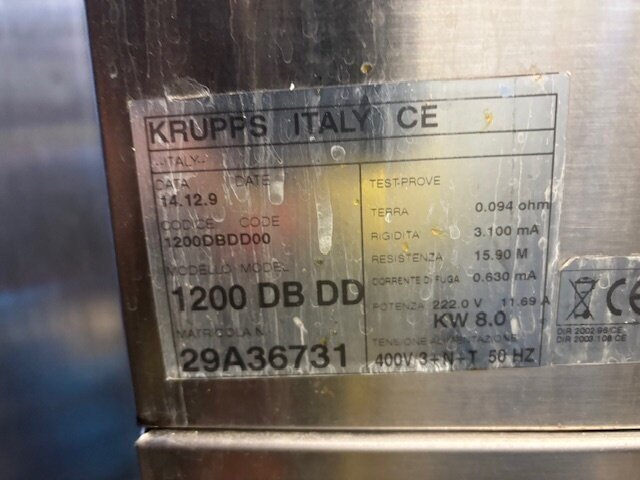 KRUPPS ITALY CE
--ITALY--
DATA DATE
14.12.9
CODICE CODE
1200DBDD00
MODELLO MODEL
1200 DB DD
MATRICOLA N.
29A36731
TEST-PROVE
TERRA 0.094 ohm
RIGIDITA 3.100 mA
RESISTENZA 15.90 M
CORRENTE DI FUGA 0.630 mA
POTENZA 222.0 V 11.69 A
KW 8.0
TENSIONE ALIMENTAZIONE
400V 3+N+T 50 HZ
CE
DIR 2002.96/CE
DIR 2003.108 CE